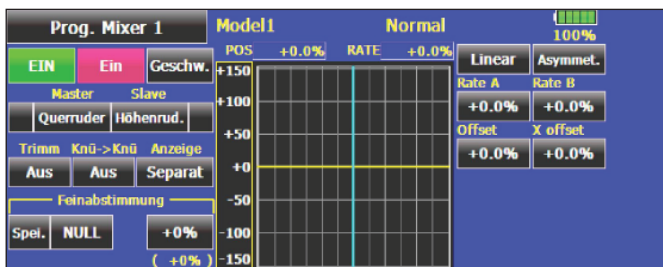 Prog. Mixer 1 Model1 Normal 100%
POS +0.0% RATE +0.0%
EIN Ein Geschw. Linear Asymmet.
Master Slave
Querruder Höhenrud.
Rate A Rate B
+0.0% +0.0%
Offset X offset
+0.0% +0.0%
Trimm Knü->Knü Anzeige
Aus Aus Separat
Feinabstimmung
Spei. NULL +0%
( +0% )
+150
+100
+50
+0
-50
-100
-150